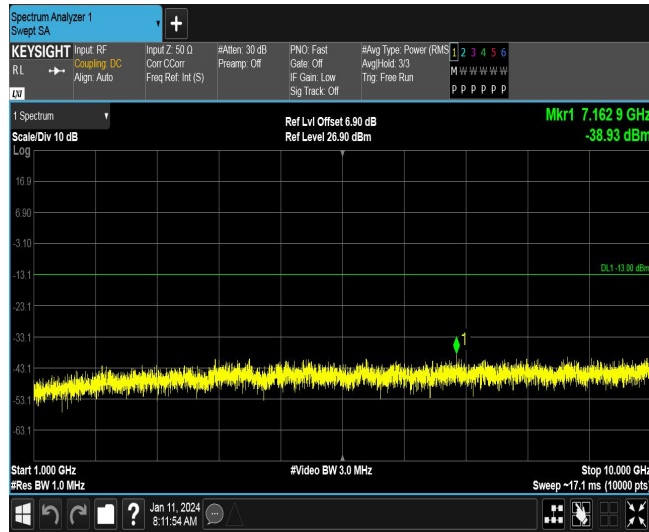 Spectrum Analyzer 1
Swept SA
+
KEYSIGHT
RL
LXI
Input: RF
Coupling: DC
Align: Auto
Input Z: 50 Ω
Corr CCorr
Freq Ref: Int (S)
#Atten: 30 dB
Preamp: Off
PNO: Fast
Gate: Off
IF Gain: Low
Sig Track: Off
#Avg Type: Power (RMS
Avg|Hold: 3/3
Trig: Free Run
1 2 3 4 5 6
M W W W W W
P P P P P P
1 Spectrum
Scale/Div 10 dB
Ref Lvl Offset 6.90 dB
Ref Level 26.90 dBm
Mkr1 7.162 9 GHz
-38.93 dBm
Log
16.9
6.90
-3.10
-13.1
DL1 -13.00 dBm
-23.1
-33.1
1
-43.1
-53.1
-63.1
Start 1.000 GHz
#Video BW 3.0 MHz
Stop 10.000 GHz
#Res BW 1.0 MHz
Sweep ~17.1 ms (10000 pts)
?
Jan 11, 2024
8:11:54 AM